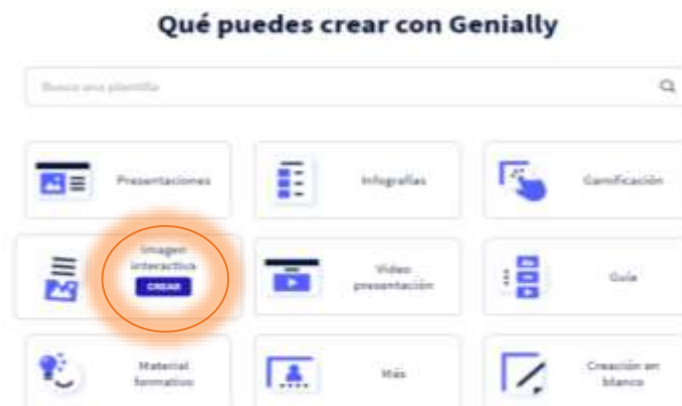 Qué puedes crear con Genially
Busca una plantilla
Presentaciones
Infografías
Gamificación
Imagen
interactiva
CREAR
Video
presentación
Guía
Material
formativo
Más
Creación en
blanco